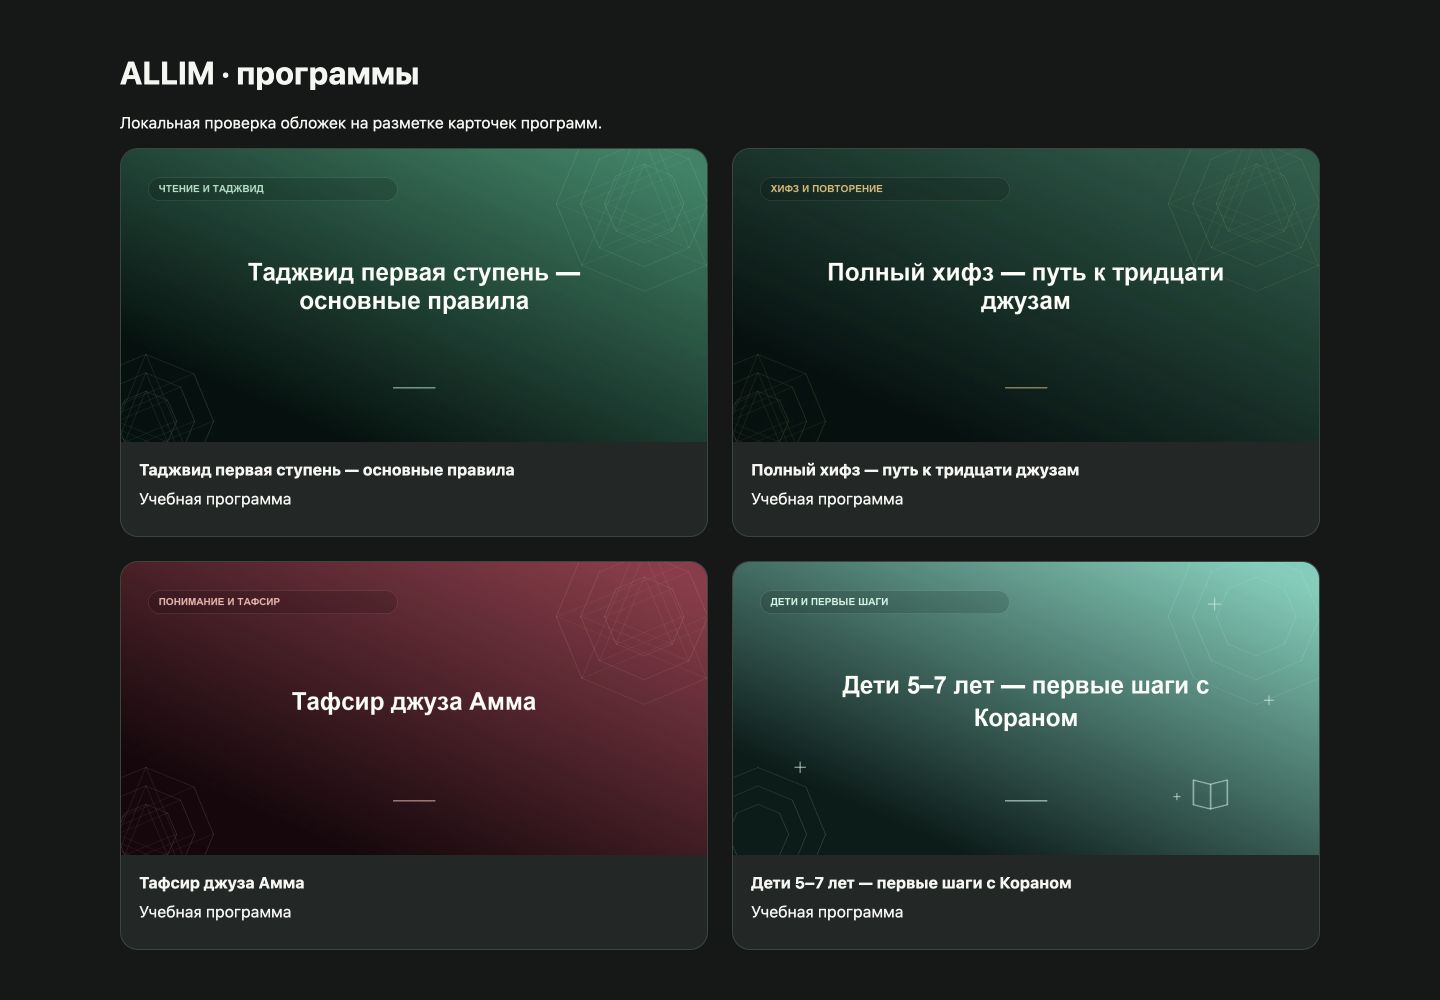 ALLIM · программы
Локальная проверка обложек на разметке карточек программ.
ЧТЕНИЕ И ТАДЖВИД
Таджвид первая ступень —
основные правила
Таджвид первая ступень — основные правила
Учебная программа
ХИФЗ И ПОВТОРЕНИЕ
Полный хифз — путь к тридцати
джузам
Полный хифз — путь к тридцати джузам
Учебная программа
ПОНИМАНИЕ И ТАФСИР
Тафсир джуза Амма
Тафсир джуза Амма
Учебная программа
ДЕТИ И ПЕРВЫЕ ШАГИ
Дети 5–7 лет — первые шаги с
Кораном
Дети 5–7 лет — первые шаги с Кораном
Учебная программа